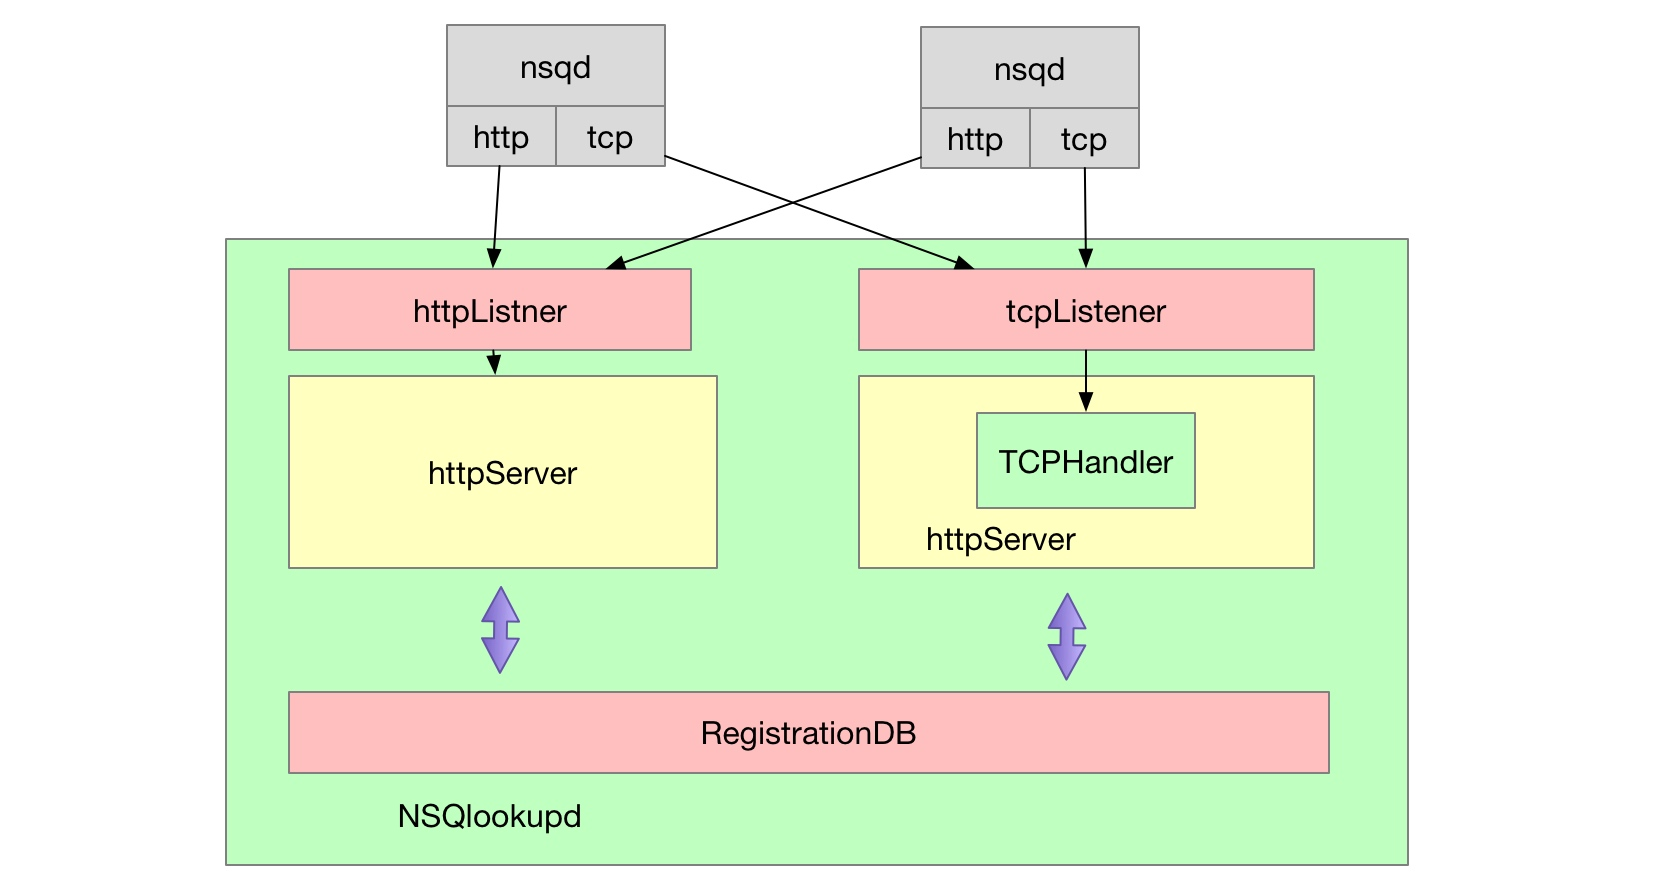 nsqd
http
tcp
nsqd
http
tcp
httpListner
tcpListener
httpServer
TCPHandler
httpServer
RegistrationDB
NSQlookupd